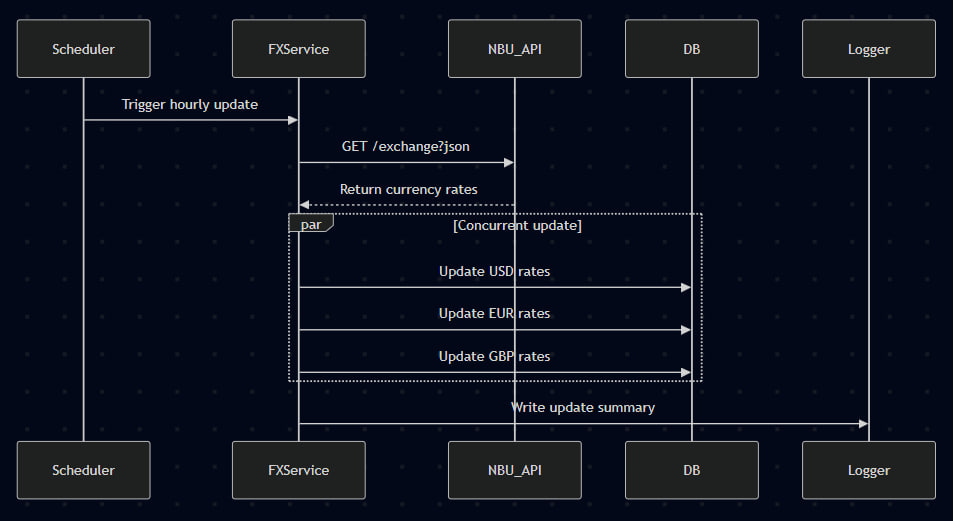 Scheduler
FXService
NBU_API
DB
Logger
Trigger hourly update
GET /exchange?json
Return currency rates
par
[Concurrent update]
Update USD rates
Update EUR rates
Update GBP rates
Write update summary
Scheduler
FXService
NBU_API
DB
Logger